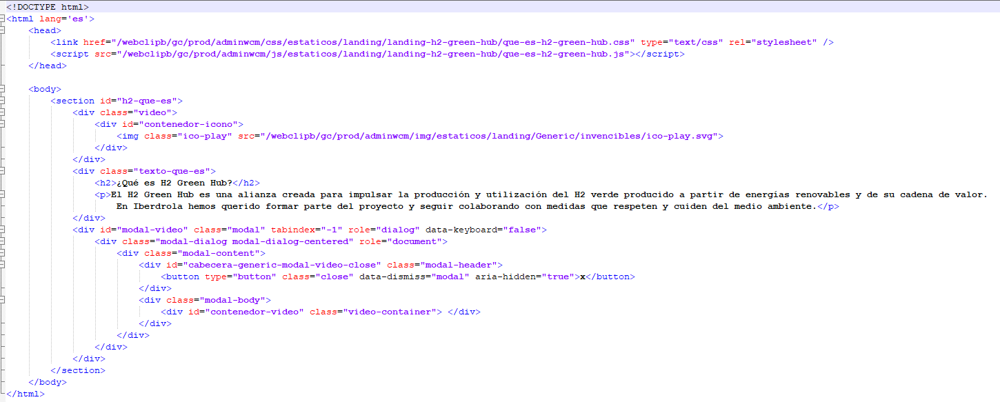 <!DOCTYPE html>
<html lang='es'>
    <head>
        <link href="/webclipb/gc/prod/adminwcm/css/estaticos/landing/landing-h2-green-hub/que-es-h2-green-hub.css" type="text/css" rel="stylesheet" />
        <script src="/webclipb/gc/prod/adminwcm/js/estaticos/landing/landing-h2-green-hub/que-es-h2-green-hub.js"></script>
    </head>

    <body>
        <section id="h2-que-es">
            <div class="video">
                <div id="contenedor-icono">
                    <img class="ico-play" src="/webclipb/gc/prod/adminwcm/img/estaticos/landing/Generic/invencibles/ico-play.svg">
                </div>
            </div>
            <div class="texto-que-es">
                <h2>¿Qué es H2 Green Hub?</h2>
                <p>El H2 Green Hub es una alianza creada para impulsar la producción y utilización del H2 verde producido a partir de energías renovables y de su cadena de valor.
                    En Iberdrola hemos querido formar parte del proyecto y seguir colaborando con medidas que respeten y cuiden del medio ambiente.</p>
            </div>
            <div id="modal-video" class="modal" tabindex="-1" role="dialog" data-keyboard="false">
                <div class="modal-dialog modal-dialog-centered" role="document">
                    <div class="modal-content">
                        <div id="cabecera-generic-modal-video-close" class="modal-header">
                            <button type="button" class="close" data-dismiss="modal" aria-hidden="true">x</button>
                        </div>
                        <div class="modal-body">
                            <div id="contenedor-video" class="video-container"> </div>
                        </div>
                    </div>
                </div>
            </div>
        </section>
    </body>
</html>